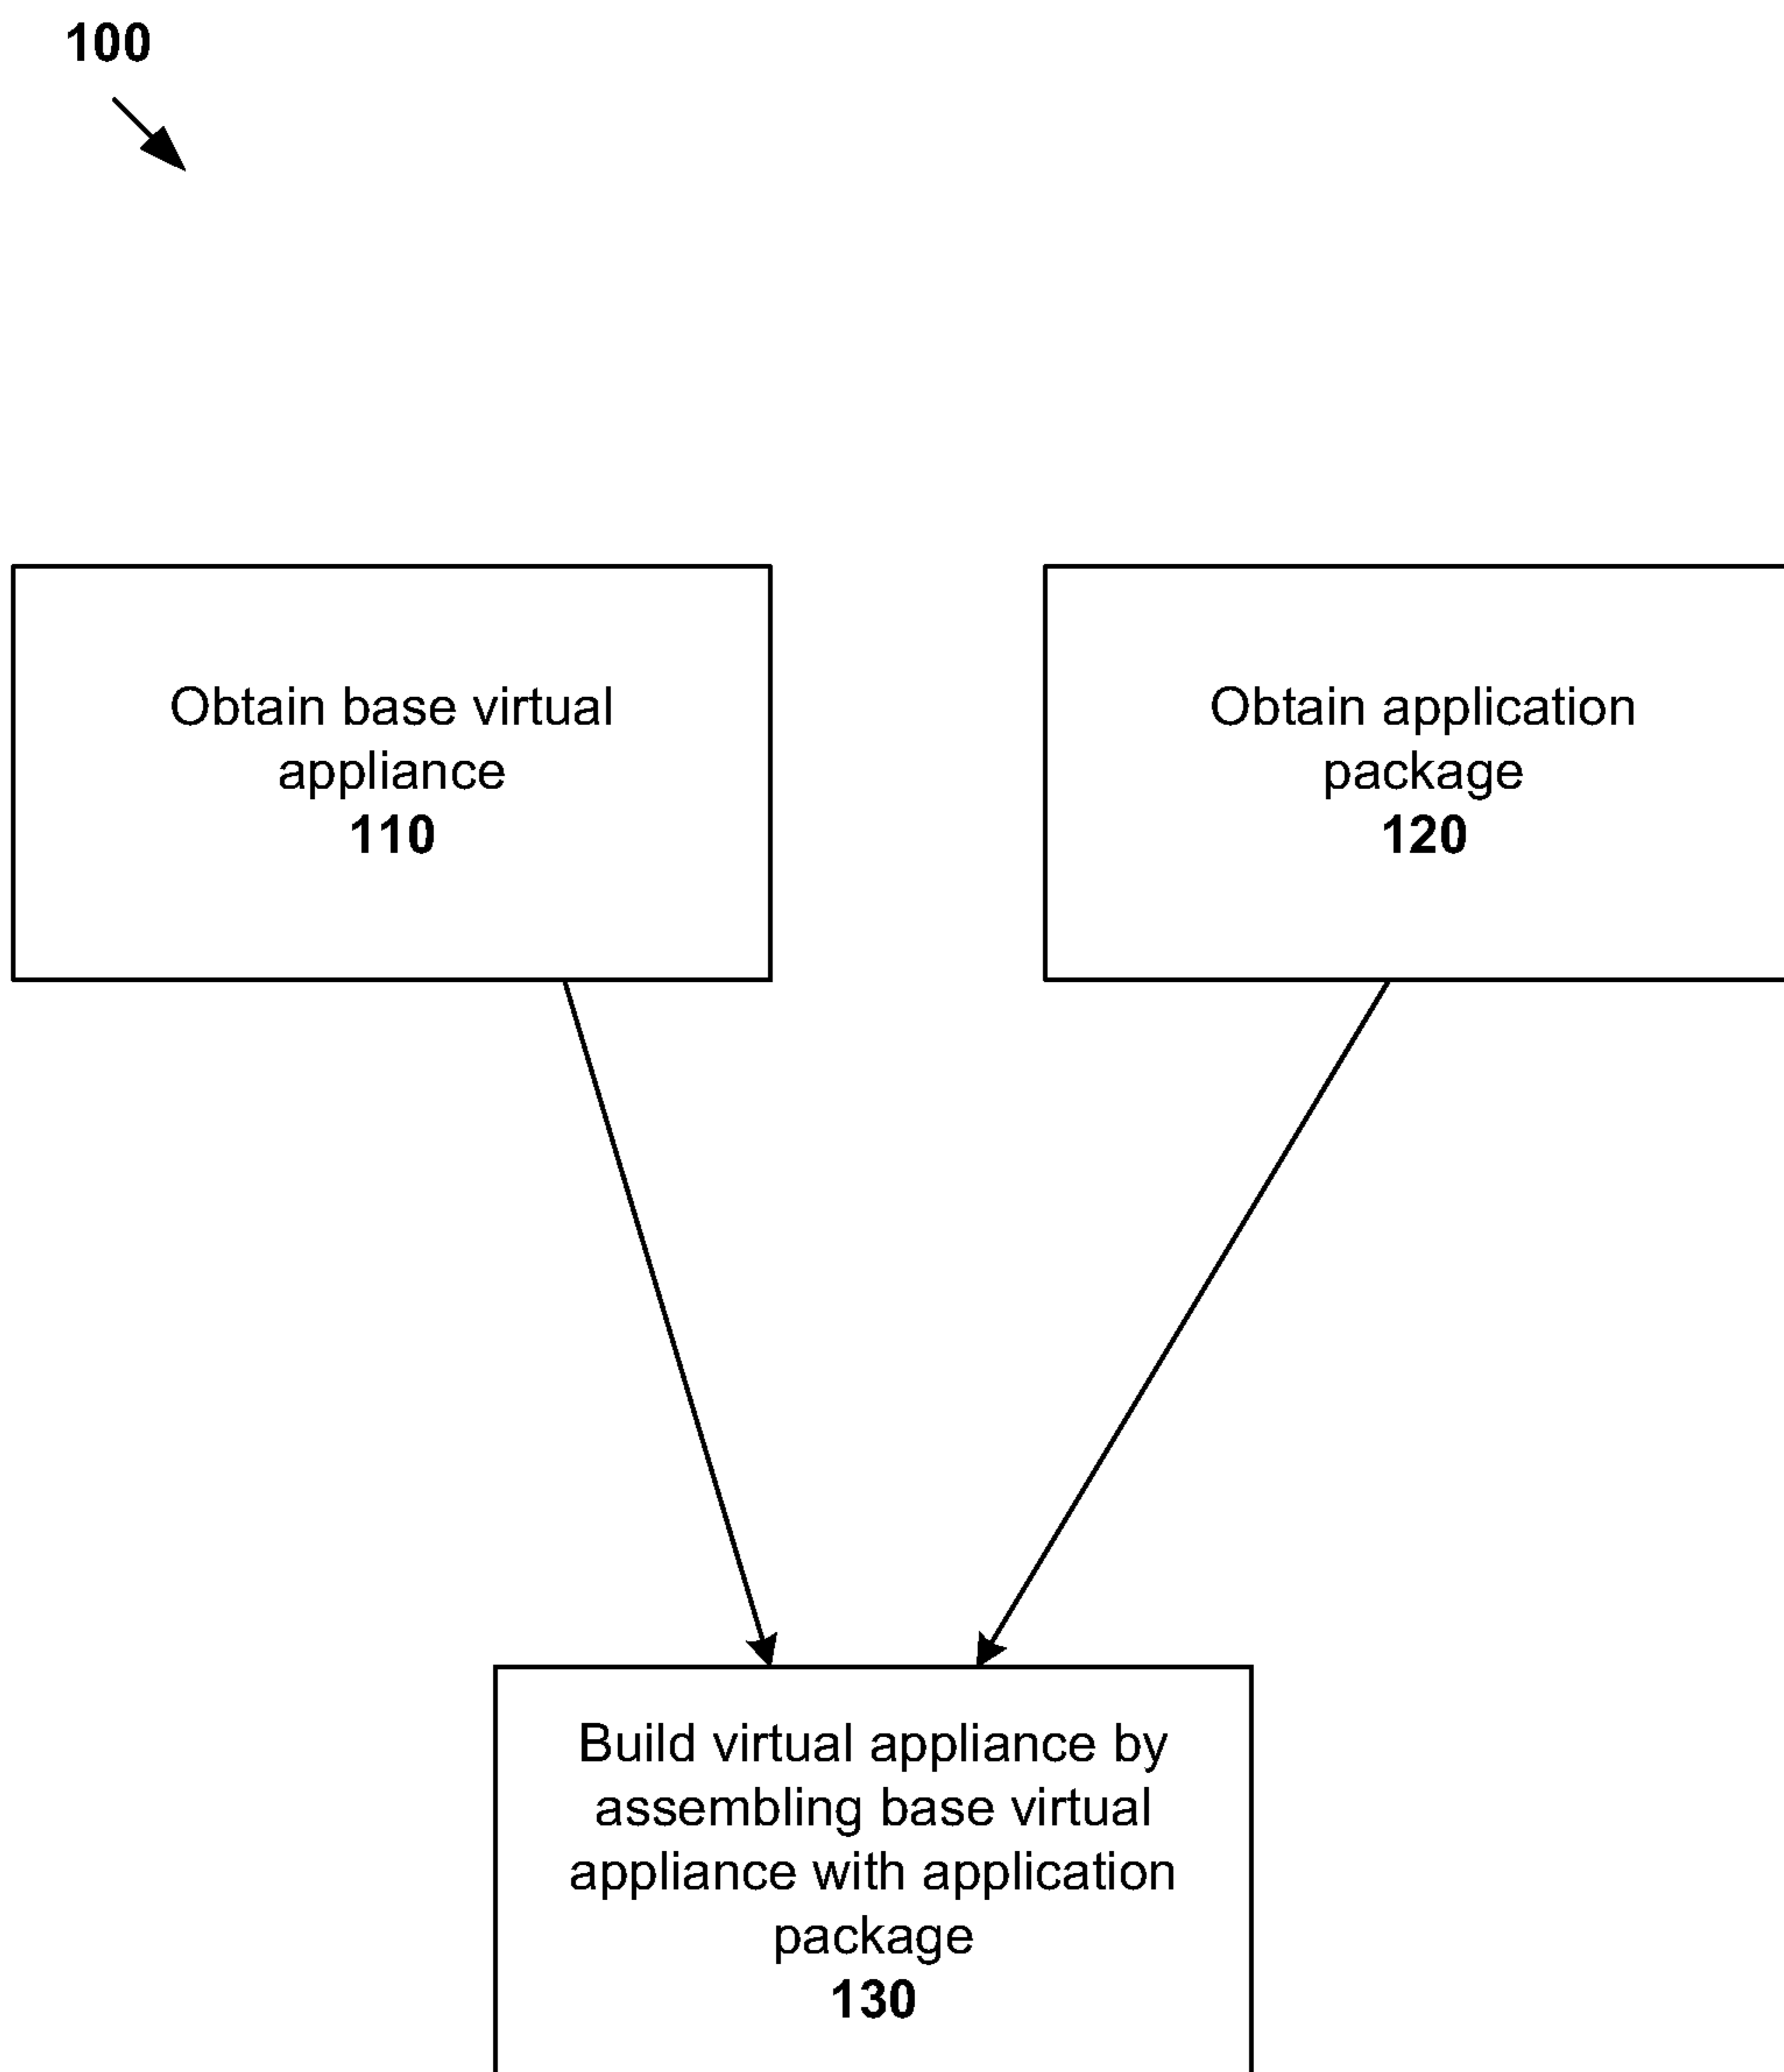 100
Obtain base virtual
appliance
110
Obtain application
package
120
Build virtual appliance by
assembling base virtual
appliance with application
package
130